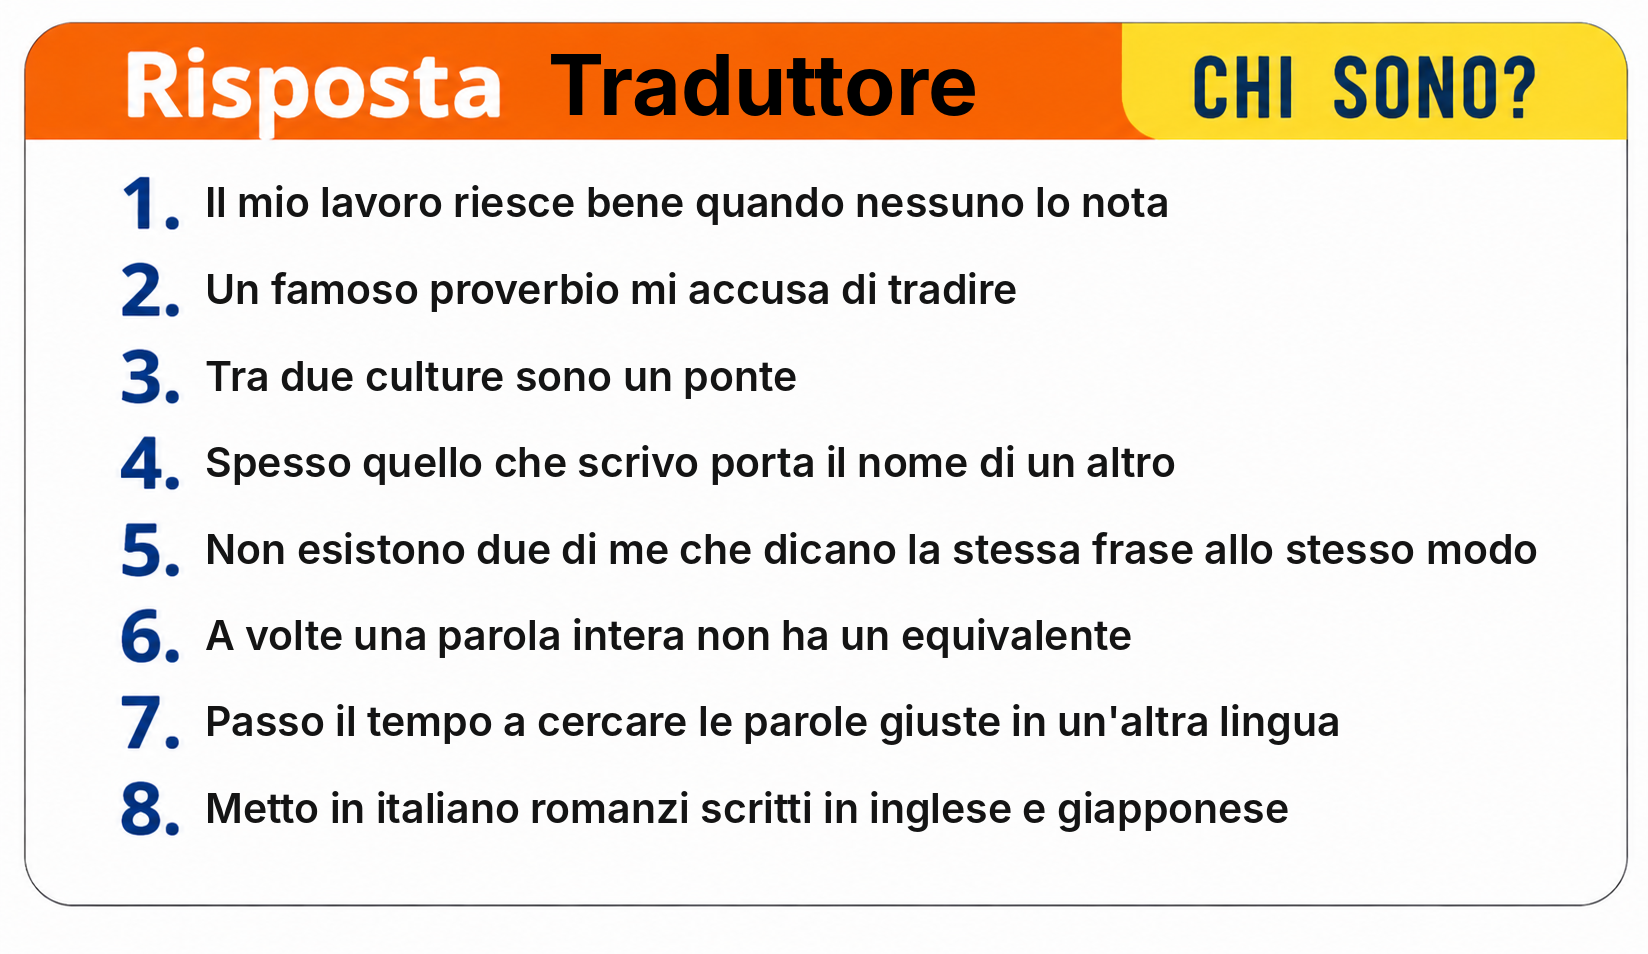 Risposta Traduttore CHI SONO?
1. Il mio lavoro riesce bene quando nessuno lo nota
2. Un famoso proverbio mi accusa di tradire
3. Tra due culture sono un ponte
4. Spesso quello che scrivo porta il nome di un altro
5. Non esistono due di me che dicano la stessa frase allo stesso modo
6. A volte una parola intera non ha un equivalente
7. Passo il tempo a cercare le parole giuste in un'altra lingua
8. Metto in italiano romanzi scritti in inglese e giapponese